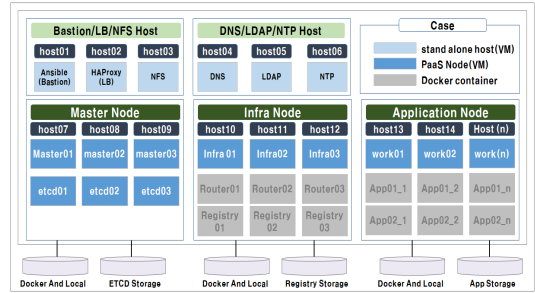 Bastion/LB/NFS Host
host01 host02 host03
Ansible
(Bastion)
HAProxy
(LB)
NFS
DNS/LDAP/NTP Host
host04 host05 host06
DNS LDAP NTP
Case
stand alone host(VM)
PaaS Node(VM)
Docker container
Master Node
host07 host08 host09
Master01 master02 master03
etcd01 etcd02 etcd03
Infra Node
host10 host11 host12
Infra 01 Infra02 Infra03
Router01 Router02 Router03
Registry
01
Registry
02
Registry
03
Application Node
host13 host14 Host (n)
work01 work02 work(n)
App01_1 App01_2 App01_n
App02_1 App02_2 App02_n
Docker And Local
ETCD Storage
Docker And Local
Registry Storage
Docker And Local
App Storage